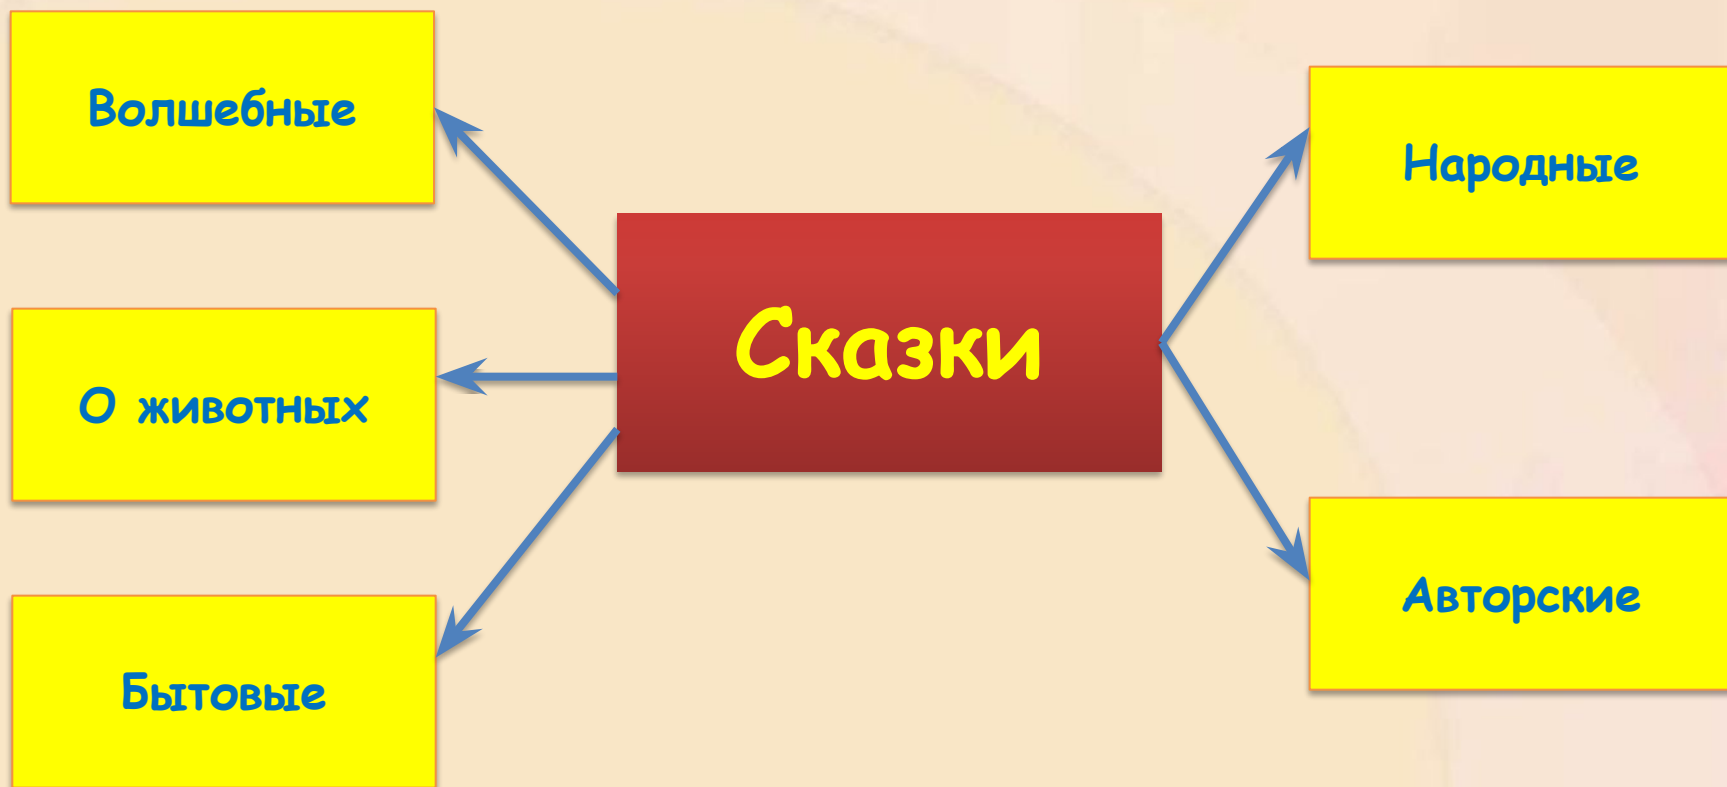 Волшебные
Народные
Сказки
О животных
Авторские
Бытовые